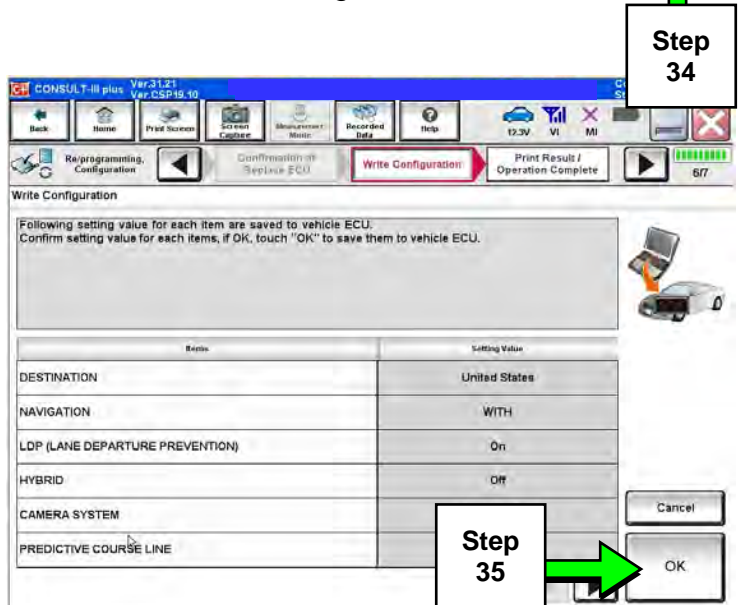 Step
34
CONSULT-III plus Ver.31.21
Ver.CSP19.10
Back
Home
Print Screen
Screen
Capture
Measurement
Mode
Recorded
Data
Help
12.3V
VI
MI
Re/programming,
Configuration
Confirmation of
Replace ECU
Write Configuration
Print Result /
Operation Complete
6/7
Write Configuration
Following setting value for each item are saved to vehicle ECU.
Confirm setting value for each items, if OK, touch "OK" to save them to vehicle ECU.
Items
Setting Value
DESTINATION
United States
NAVIGATION
WITH
LDP (LANE DEPARTURE PREVENTION)
On
HYBRID
Off
CAMERA SYSTEM
PREDICTIVE COURSE LINE
Cancel
Step
35
OK